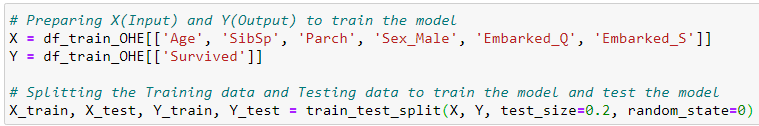 # Preparing X(Input) and Y(Output) to train the model
X = df_train_OHE[['Age', 'SibSp', 'Parch', 'Sex_Male', 'Embarked_Q', 'Embarked_S']]
Y = df_train_OHE[['Survived']]
# Splitting the Training data and Testing data to train the model and test the model
X_train, X_test, Y_train, Y_test = train_test_split(X, Y, test_size=0.2, random_state=0)